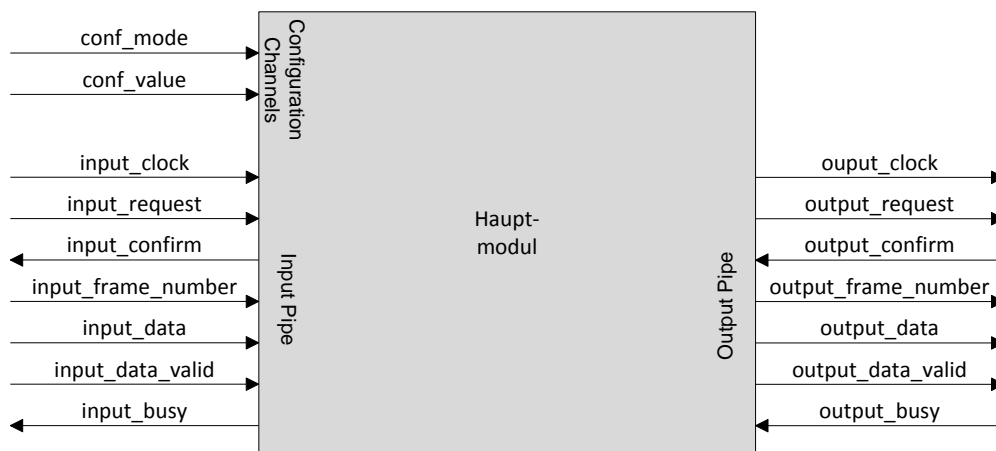 conf_mode
conf_value
Configuration
Channels
input_clock
input_request
input_confirm
input_frame_number
input_data
input_data_valid
input_busy
Input Pipe
Haupt-
modul
Output Pipe
ouput_clock
output_request
output_confirm
output_frame_number
output_data
output_data_valid
output_busy